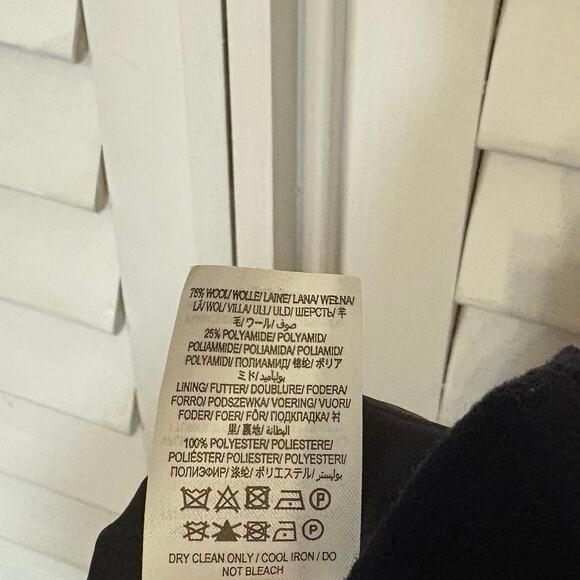 75% WOOL/ WOLLE/ LAINE/ LANA/ WEŁNA/
LÃ/ WOL/ VILLA/ ULL/ ULD/ ШЕРСТЬ/ 羊
毛/ ウール/ صوف
25% POLYAMIDE/ POLYAMID/
POLIAMMIDE/ POLIAMIDA/ POLIAMID/
POLYAMIDI/ ПОЛИАМИД/ 锦纶/ ポリア
ミド/ بوليأميد
LINING/ FUTTER/ DOUBLURE/ FODERA/
FORRO/ PODSZEWKA/ VOERING/ VUORI/
FODER/ FOER/ FÔR/ ПОДКЛАДКА/ 衬
里/ 裏地/ البطانة
100% POLYESTER/ POLIESTERE/
POLIÉSTER/ POLIESTER/ POLYESTERI/
ПОЛИЭФИР/ 涤纶/ ポリエステル/ بوليستر
P
P
DRY CLEAN ONLY / COOL IRON / DO
NOT BLEACH